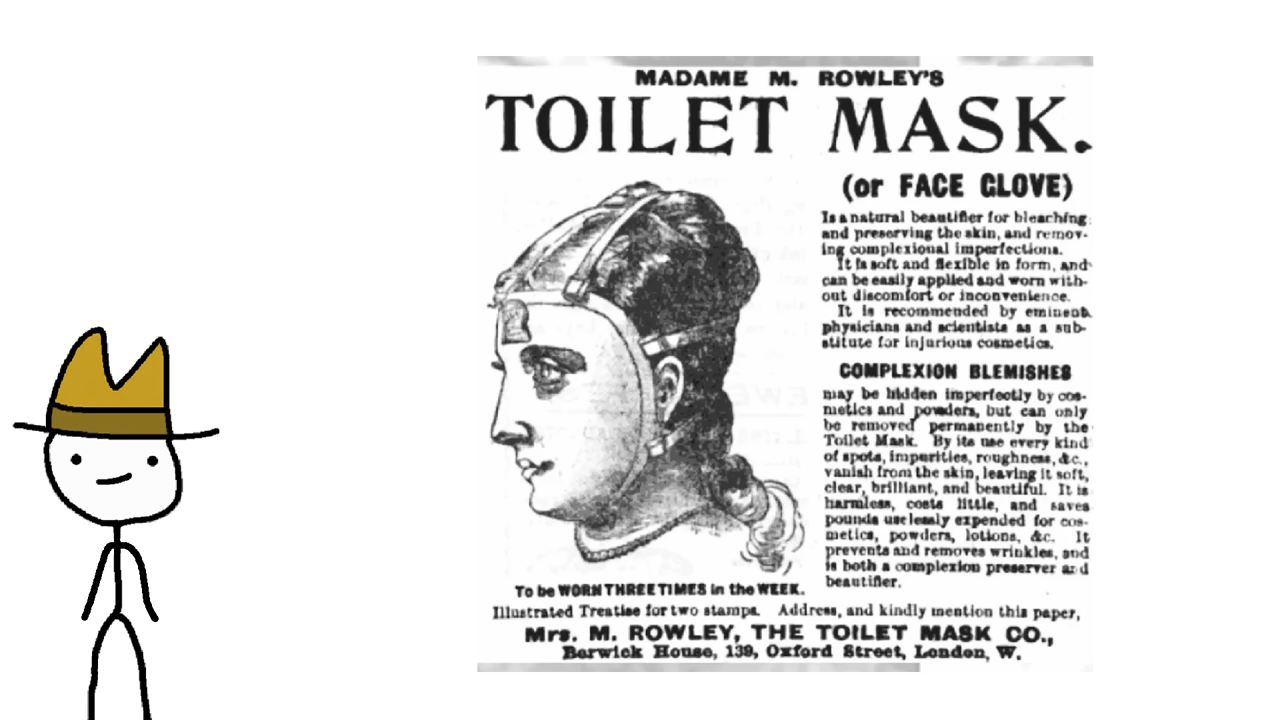 MADAME M. ROWLEY'S
TOILET MASK.
(or FACE GLOVE)
Is a natural beautifier for bleaching
and preserving the skin, and remov-
ing complexional imperfections.
It is soft and flexible in form, and
can be easily applied and worn with-
out discomfort or inconvenience.
It is recommended by eminent
physicians and scientists as a sub-
stitute for injurious cosmetics.
COMPLEXION BLEMISHES
may be hidden imperfectly by cos-
metics and powders, but can only
be removed permanently by the
Toilet Mask. By its use every kind
of spots, impurities, roughness, &c.,
vanish from the skin, leaving it soft,
clear, brilliant, and beautiful. It is
harmless, costs little, and saves
pounds uselessly expended for cos-
metics, powders, lotions, &c. It
prevents and removes wrinkles, and
is both a complexion preserver and
beautifier.
To be WORN THREE TIMES in the WEEK.
Illustrated Treatise for two stamps. Address, and kindly mention this paper,
Mrs. M. ROWLEY, THE TOILET MASK CO.,
Berwick House, 139, Oxford Street, London, W.